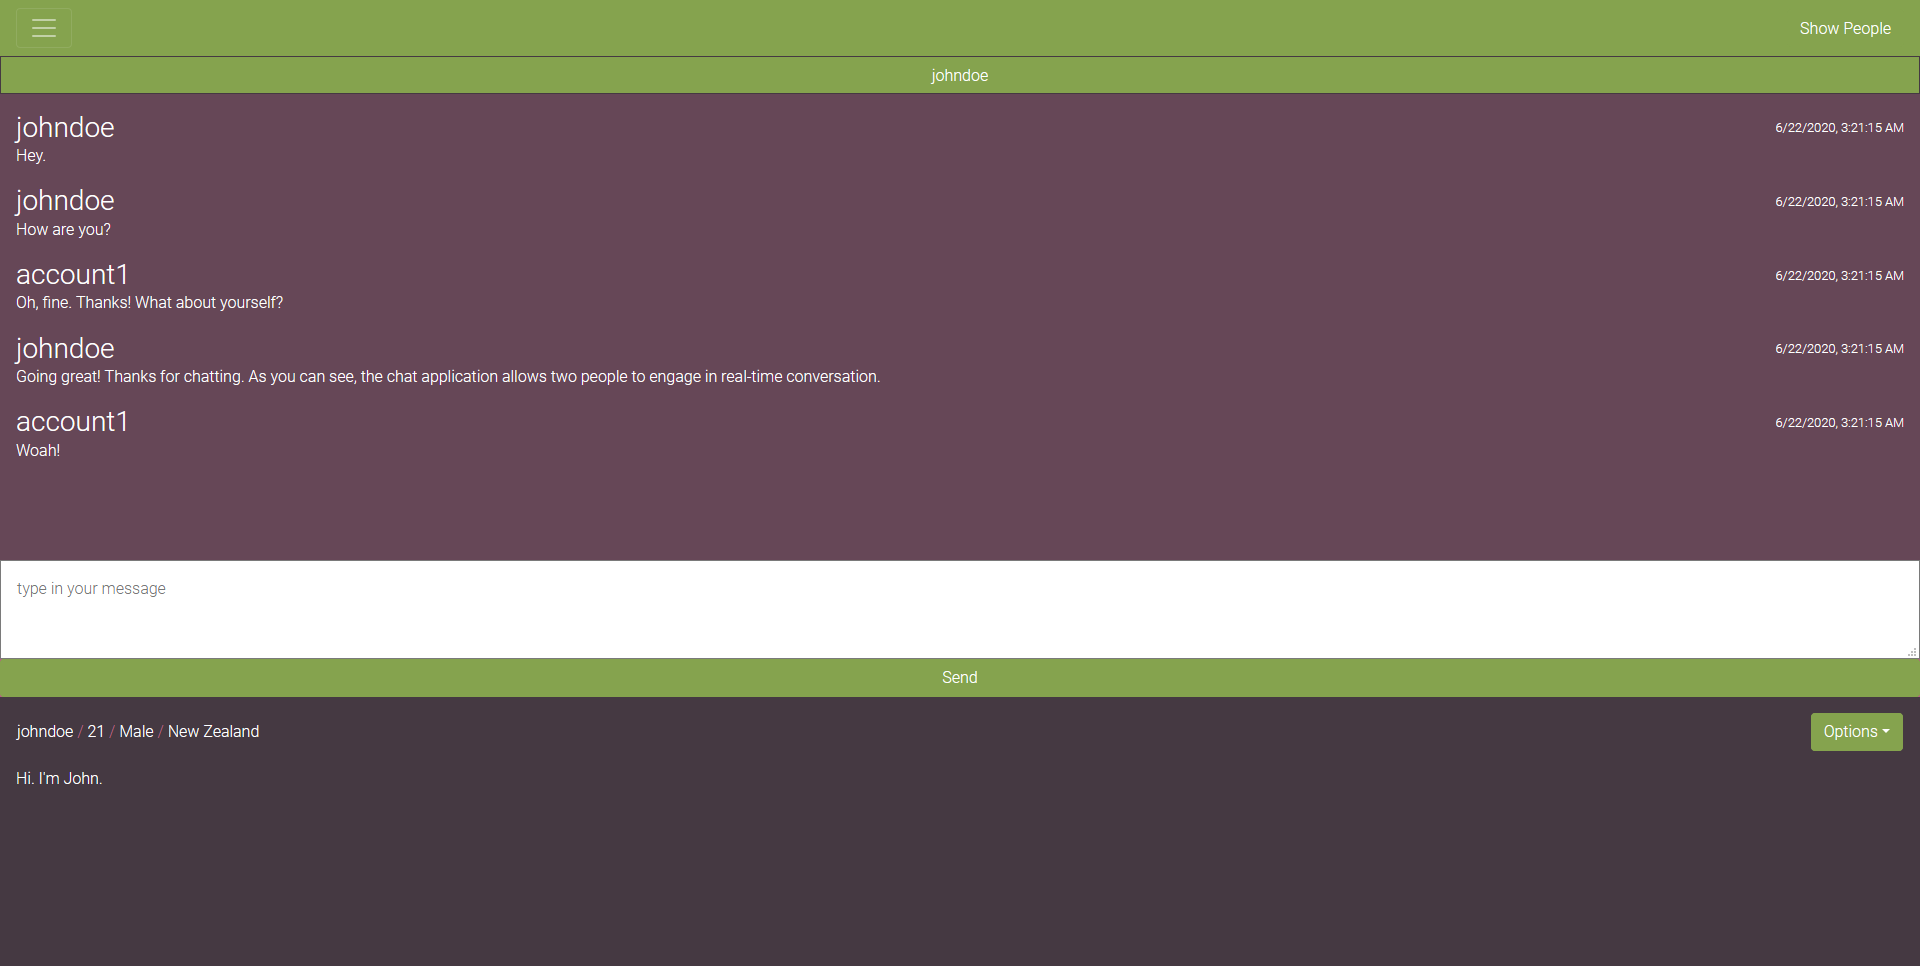 Show People
johndoe
johndoe 6/22/2020, 3:21:15 AM
Hey.
johndoe 6/22/2020, 3:21:15 AM
How are you?
account1 6/22/2020, 3:21:15 AM
Oh, fine. Thanks! What about yourself?
johndoe 6/22/2020, 3:21:15 AM
Going great! Thanks for chatting. As you can see, the chat application allows two people to engage in real-time conversation.
account1 6/22/2020, 3:21:15 AM
Woah!
type in your message
Send
johndoe / 21 / Male / New Zealand Options
Hi. I'm John.